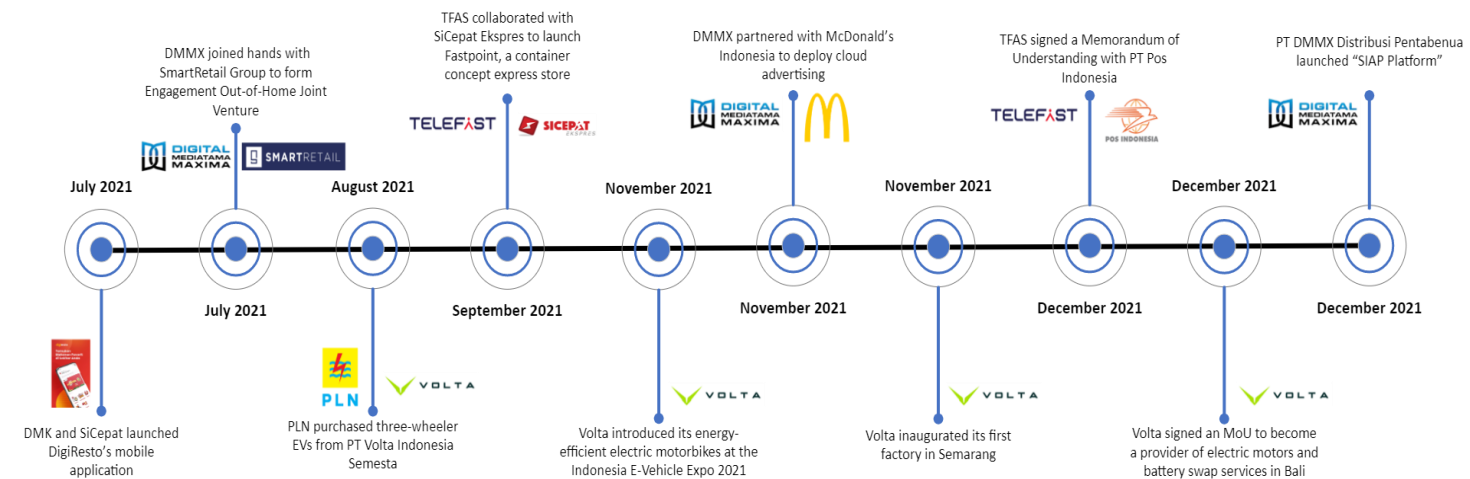 July 2021
DMK and SiCepat launched
DigiResto's mobile
application
DMMX joined hands with
SmartRetail Group to form
Engagement Out-of-Home Joint
Venture
DIGITAL
MEDIATAMA
MAXIMA
SMARTRETAIL
July 2021
August 2021
PLN
VOLTA
PLN purchased three-wheeler
EVs from PT Volta Indonesia
Semesta
TFAS collaborated with
SiCepat Ekspres to launch
Fastpoint, a container
concept express store
TELEFAST
SICEPAT
EKSPRES
September 2021
November 2021
VOLTA
Volta introduced its energy-
efficient electric motorbikes at the
Indonesia E-Vehicle Expo 2021
DMMX partnered with McDonald's
Indonesia to deploy cloud
advertising
DIGITAL
MEDIATAMA
MAXIMA
November 2021
November 2021
VOLTA
Volta inaugurated its first
factory in Semarang
TFAS signed a Memorandum of
Understanding with PT Pos
Indonesia
TELEFAST
POS INDONESIA
December 2021
December 2021
VOLTA
Volta signed an MoU to become
a provider of electric motors and
battery swap services in Bali
PT DMMX Distribusi Pentabenua
launched "SIAP Platform"
DIGITAL
MEDIATAMA
MAXIMA
December 2021